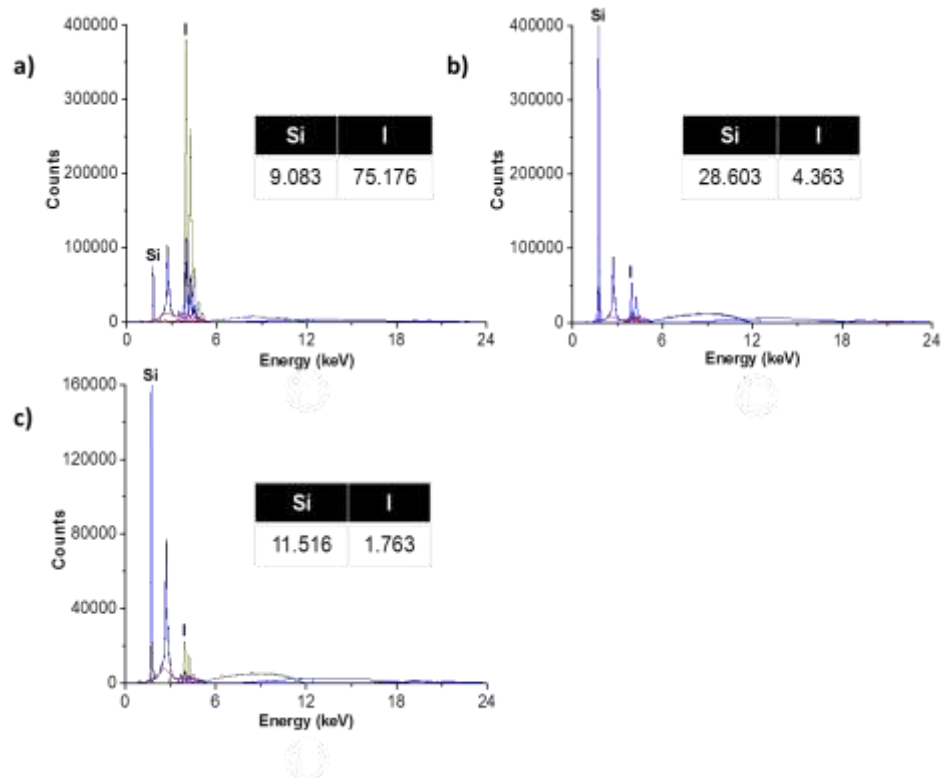 a)
I
Si
400000
300000
200000
100000
0
Counts
Si I
9.083 75.176
0 6 12 18 24
Energy (keV)
b)
Si
I
400000
300000
200000
100000
0
Counts
Si I
28.603 4.363
0 6 12 18 24
Energy (keV)
c)
Si
I
160000
120000
80000
40000
0
Counts
Si I
11.516 1.763
0 6 12 18 24
Energy (keV)